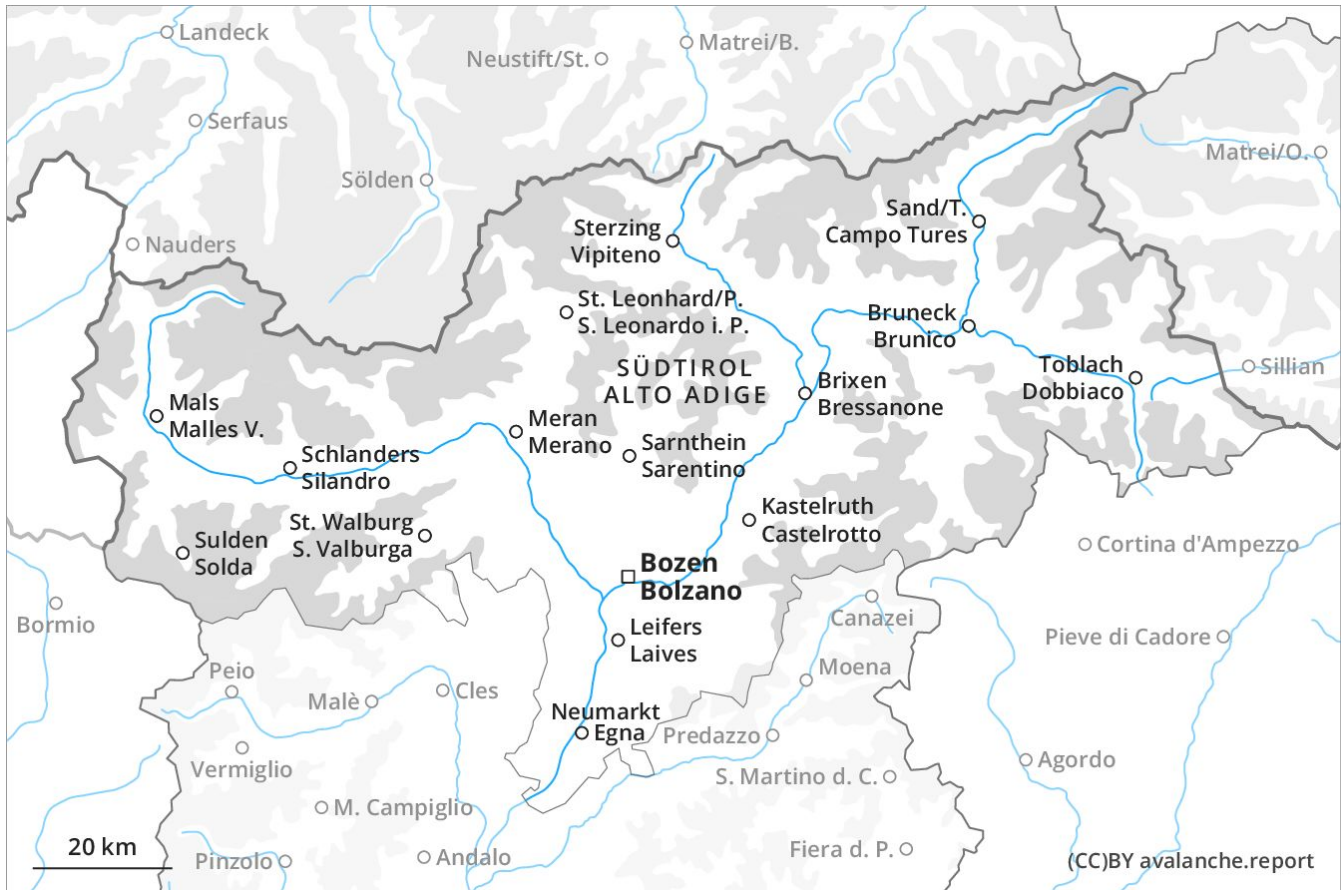 Landeck
Neustift/St.
Matrei/B.
Serfaus
Matrei/O.
Sölden
Sand/T.
Campo Tures
Nauders
Sterzing
Vipiteno
St. Leonhard/P.
S. Leonardo i. P.
Bruneck
Brunico
SÜDTIROL
ALTO ADIGE
Toblach
Dobbiaco
Sillian
Brixen
Bressanone
Mals
Malles V.
Meran
Merano
Sarnthein
Sarentino
Schlanders
Silandro
Kastelruth
Castelrotto
St. Walburg
S. Valburga
Sulden
Solda
Cortina d'Ampezzo
Bozen
Bolzano
Bormio
Canazei
Leifers
Laives
Pieve di Cadore
Peio
Moena
Malè
Cles
Neumarkt
Egna
Predazzo
Vermiglio
Agordo
S. Martino d. C.
M. Campiglio
20 km
Pinzolo
Andalo
Fiera d. P.
(CC)BY avalanche.report